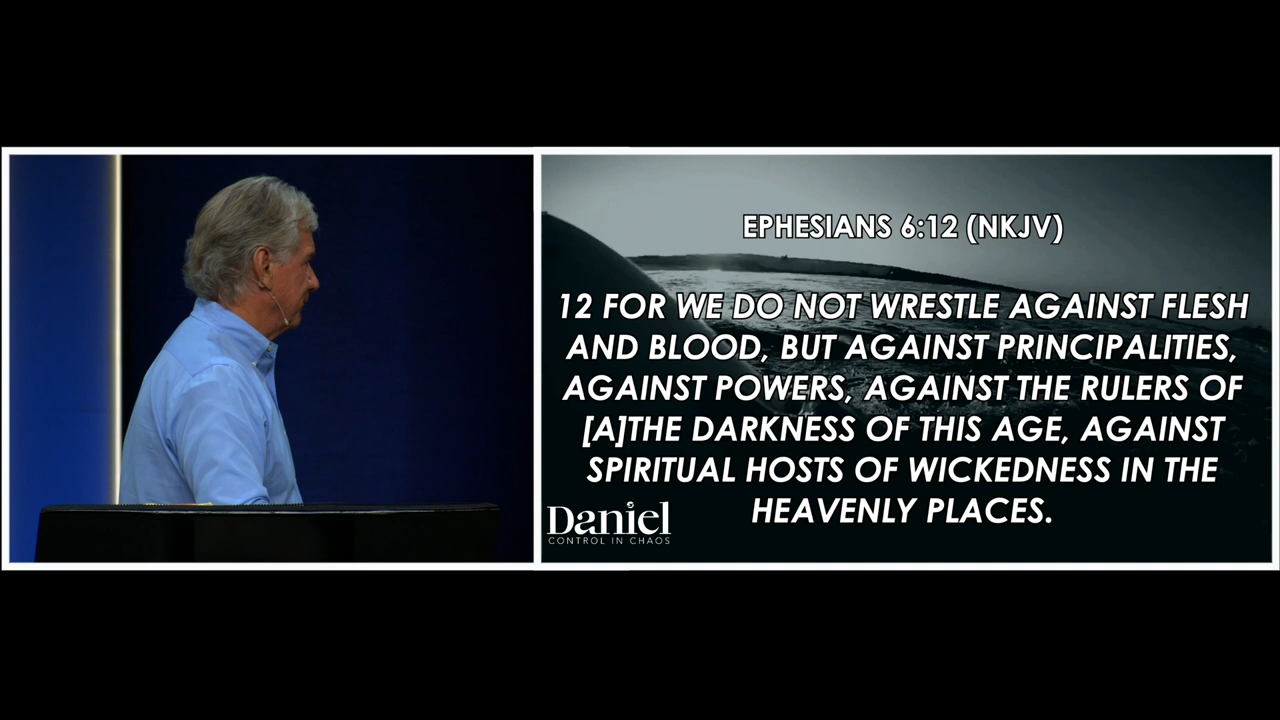 EPHESIANS 6:12 (NKJV)
12 FOR WE DO NOT WRESTLE AGAINST FLESH
AND BLOOD, BUT AGAINST PRINCIPALITIES,
AGAINST POWERS, AGAINST THE RULERS OF
[A]THE DARKNESS OF THIS AGE, AGAINST
SPIRITUAL HOSTS OF WICKEDNESS IN THE
HEAVENLY PLACES.
Daniel
CONTROL IN CHAOS